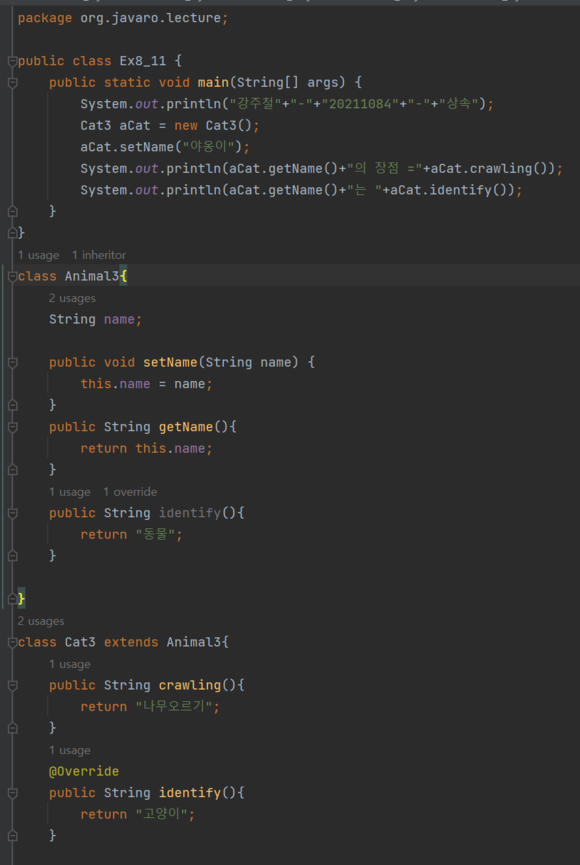 package org.javaro.lecture;
public class Ex8_11 {
    public static void main(String[] args) {
        System.out.println("강주철"+"-"+"20211084"+"-"+"상속");
        Cat3 aCat = new Cat3();
        aCat.setName("야옹이");
        System.out.println(aCat.getName()+"의 장점 ="+aCat.crawling());
        System.out.println(aCat.getName()+"는 "+aCat.identify());
    }
}
1 usage   1 inheritor
class Animal3{
    2 usages
    String name;
    public void setName(String name) {
        this.name = name;
    }
    public String getName(){
        return this.name;
    }
    1 usage   1 override
    public String identify(){
        return "동물";
    }
}
2 usages
class Cat3 extends Animal3{
    1 usage
    public String crawling(){
        return "나무오르기";
    }
    1 usage
    @Override
    public String identify(){
        return "고양이";
    }